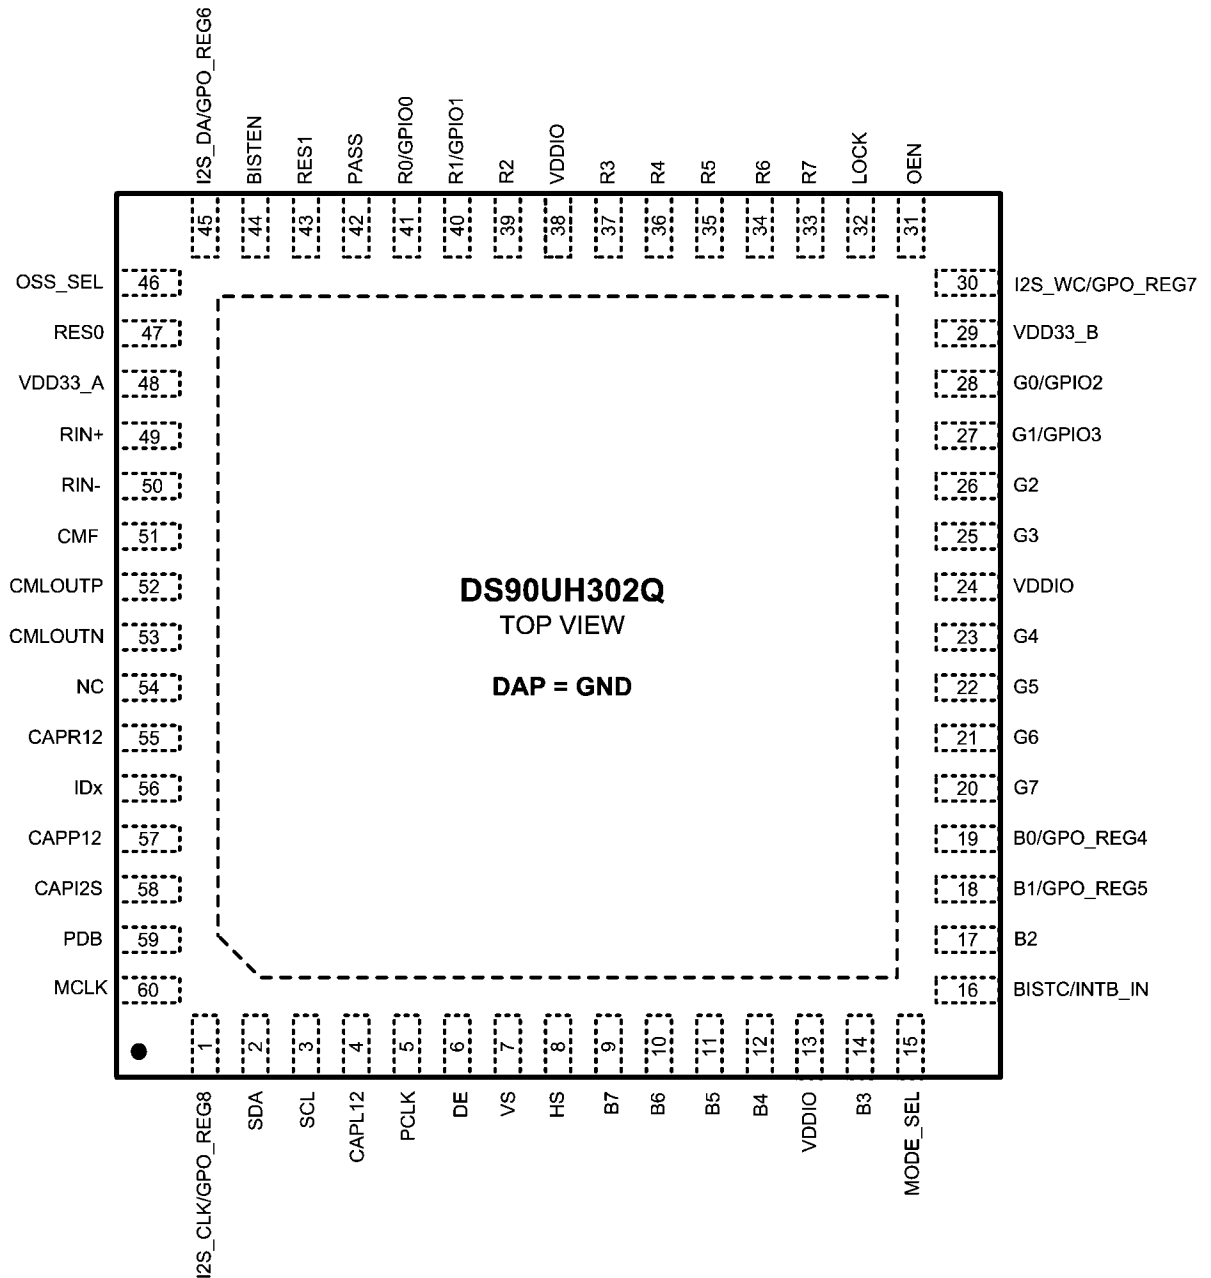 I2S_DA/GPO_REG6
BISTEN
RES1
PASS
R0/GPIO0
R1/GPIO1
R2
VDDIO
R3
R4
R5
R6
R7
LOCK
OEN
45
44
43
42
41
40
39
38
37
36
35
34
33
32
31
OSS_SEL 46
RES0 47
VDD33_A 48
RIN+ 49
RIN- 50
CMF 51
CMLOUTP 52
CMLOUTN 53
NC 54
CAPR12 55
IDx 56
CAPP12 57
CAPI2S 58
PDB 59
MCLK 60
DS90UH302Q
TOP VIEW
DAP = GND
30 I2S_WC/GPO_REG7
29 VDD33_B
28 G0/GPIO2
27 G1/GPIO3
26 G2
25 G3
24 VDDIO
23 G4
22 G5
21 G6
20 G7
19 B0/GPO_REG4
18 B1/GPO_REG5
17 B2
16 BISTC/INTB_IN
1
2
3
4
5
6
7
8
9
10
11
12
13
14
15
I2S_CLK/GPO_REG8
SDA
SCL
CAPL12
PCLK
DE
VS
HS
B7
B6
B5
B4
VDDIO
B3
MODE_SEL